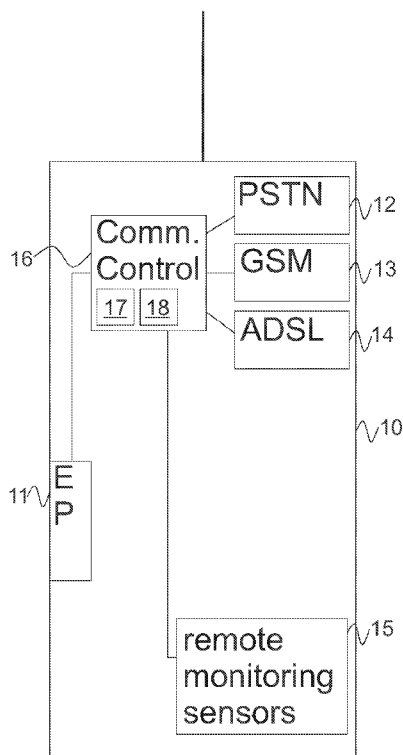 PSTN
12
Comm.
Control
16
17 18
GSM
13
ADSL
14
10
E
P
11
remote
monitoring
sensors
15